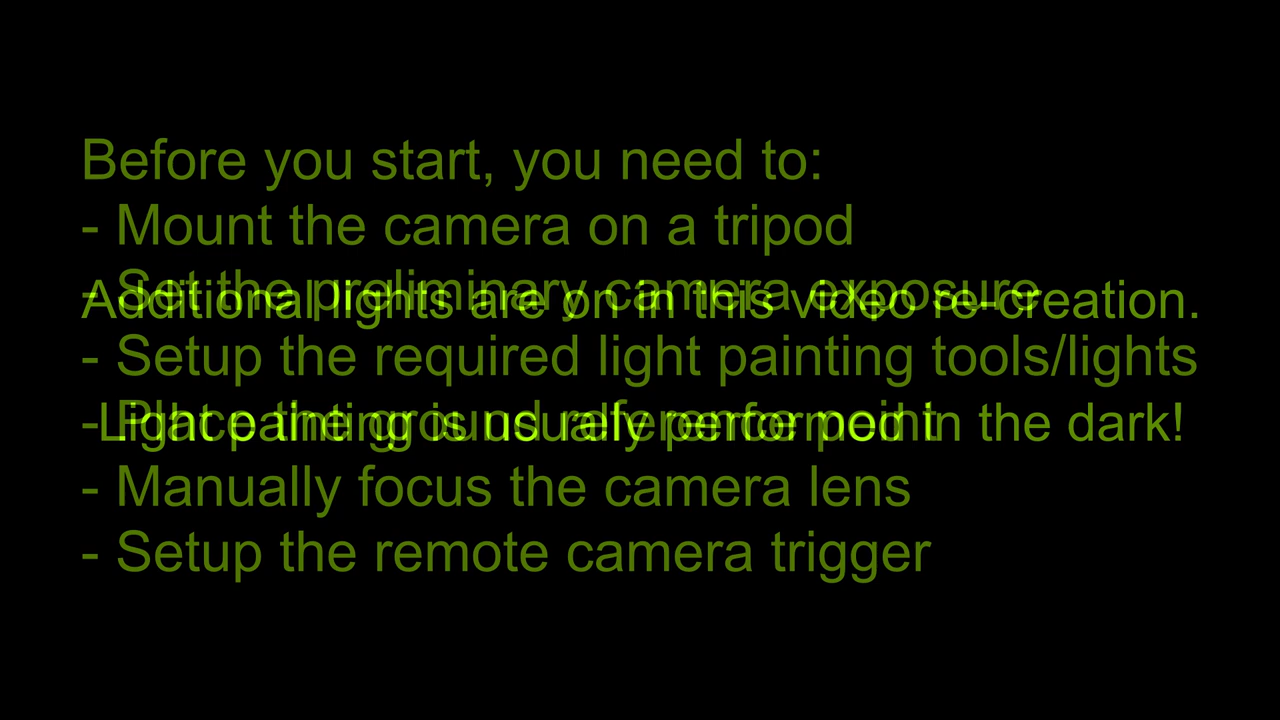 Before you start, you need to:
- Mount the camera on a tripod
- Set the preliminary camera exposure
Additional lights are on in this video re-creation.
- Setup the required light painting tools/lights
- Place the ground reference point
Light painting is usually performed in the dark!
- Manually focus the camera lens
- Setup the remote camera trigger